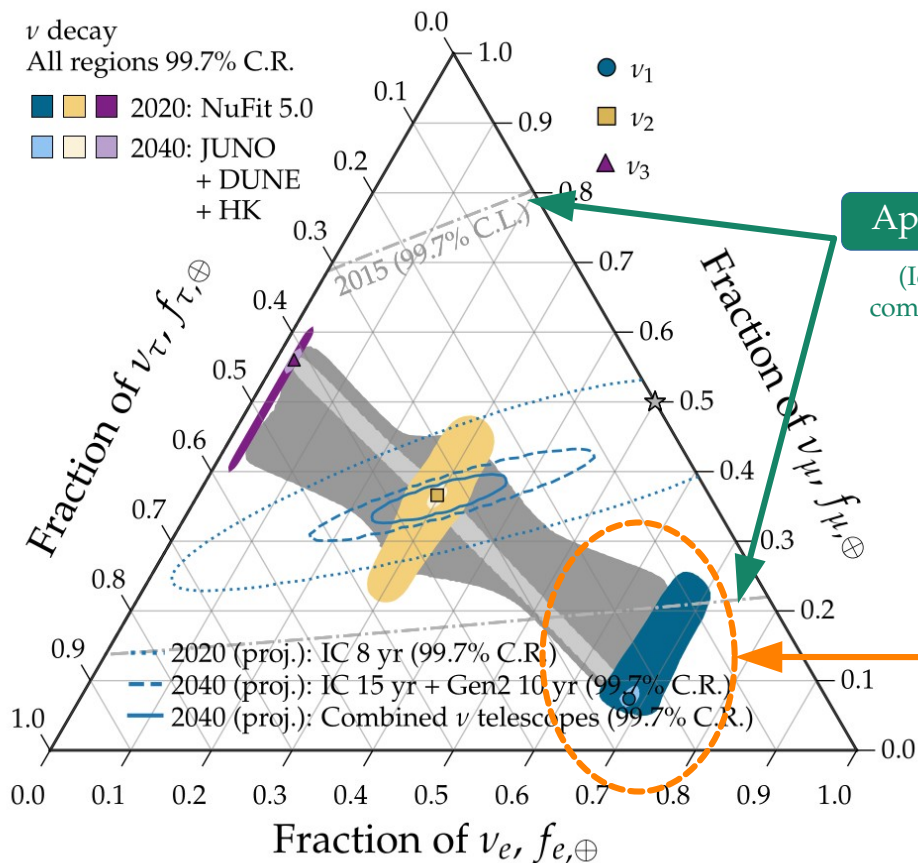 ν decay
All regions 99.7% C.R.
2020: NuFit 5.0
2040: JUNO
+ DUNE
+ HK
ν1
ν2
ν3
0.0
0.1
0.2
0.3
0.4
0.5
0.6
0.7
0.8
0.9
1.0
Fraction of ντ, fτ,⊕
1.0
0.9
0.8
0.7
0.6
0.5
0.4
0.3
0.2
0.1
0.0
Fraction of νμ, fμ,⊕
2015 (99.7% C.L.)
Ap
(I
com
2020 (proj.): IC 8 yr (99.7% C.R.)
2040 (proj.): IC 15 yr + Gen2 10 yr (99.7% C.R.)
2040 (proj.): Combined ν telescopes (99.7% C.R.)
0.0
0.1
0.2
0.3
0.4
0.5
0.6
0.7
0.8
0.9
1.0
Fraction of νe, fe,⊕